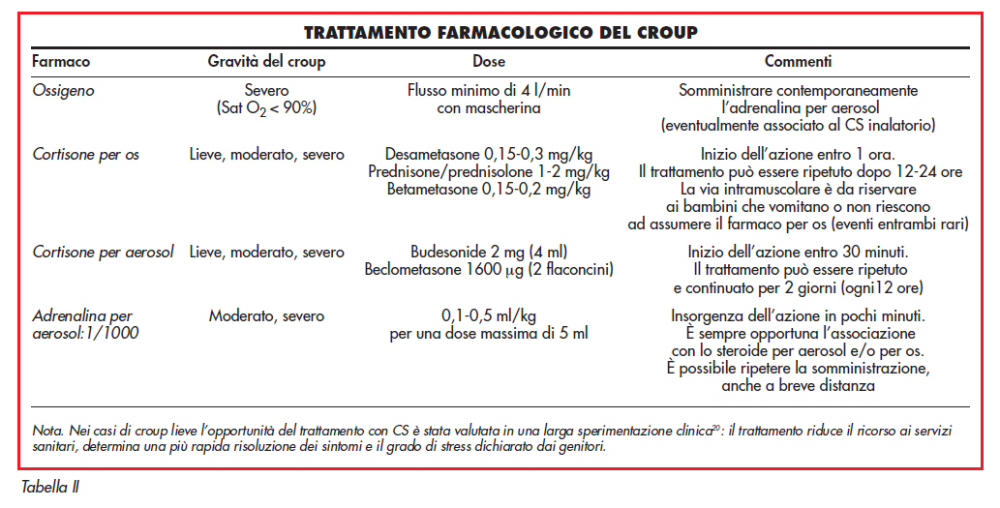 TRATTAMENTO FARMACOLOGICO DEL CROUP
Farmaco Gravità del croup Dose Commenti
Ossigeno Severo Flusso minimo di 4 l/min Somministrare contemporaneamente
(Sat O2 < 90%) con mascherina l’adrenalina per aerosol
(eventualmente associato al CS inalatorio)
Cortisone per os Lieve, moderato, severo Desametasone 0,15-0,3 mg/kg Inizio dell’azione entro 1 ora.
Prednisone/prednisolone 1-2 mg/kg Il trattamento può essere ripetuto dopo 12-24 ore
Betametasone 0,15-0,2 mg/kg La via intramuscolare è da riservare
ai bambini che vomitano o non riescono
ad assumere il farmaco per os (eventi entrambi rari)
Cortisone per aerosol Lieve, moderato, severo Budesonide 2 mg (4 ml) Inizio dell’azione entro 30 minuti.
Beclometasone 1600 µg (2 flaconcini) Il trattamento può essere ripetuto
e continuato per 2 giorni (ogni12 ore)
Adrenalina per Moderato, severo 0,1-0,5 ml/kg Insorgenza dell’azione in pochi minuti.
aerosol:1/1000 per una dose massima di 5 ml È sempre opportuna l’associazione
con lo steroide per aerosol e/o per os.
È possibile ripetere la somministrazione,
anche a breve distanza
Nota. Nei casi di croup lieve l’opportunità del trattamento con CS è stata valutata in una larga sperimentazione clinica20: il trattamento riduce il ricorso ai servizi
sanitari, determina una più rapida risoluzione dei sintomi e il grado di stress dichiarato dai genitori.
Tabella II